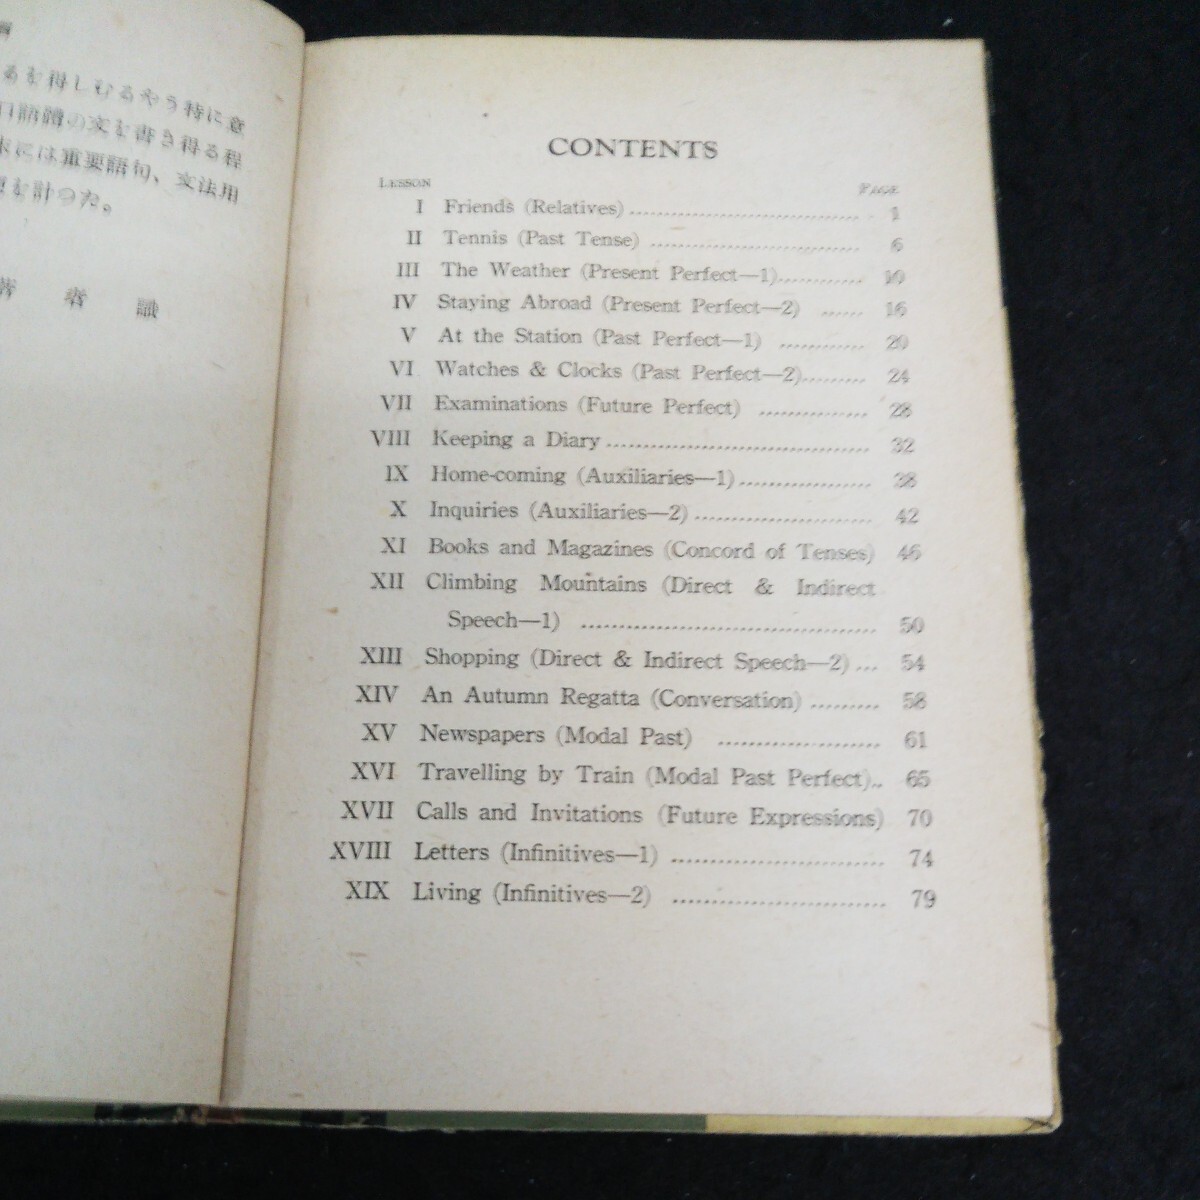 るを得しむるやう特に意
口語體の文を書き得る程
末には重要語句、文法用
を計つた。
著者識
CONTENTS
LESSON PAGE
I Friends (Relatives) ................................ 1
II Tennis (Past Tense) ............................... 6
III The Weather (Present Perfect—1)............ 10
IV Staying Abroad (Present Perfect—2) ...... 16
V At the Station (Past Perfect—1) ............ 20
VI Watches & Clocks (Past Perfect—2)......... 24
VII Examinations (Future Perfect) ............... 28
VIII Keeping a Diary.................................... 32
IX Home-coming (Auxiliaries—1).................. 38
X Inquiries (Auxiliaries—2)........................ 42
XI Books and Magazines (Concord of Tenses) 46
XII Climbing Mountains (Direct & Indirect
Speech—1) ........................................ 50
XIII Shopping (Direct & Indirect Speech—2)... 54
XIV An Autumn Regatta (Conversation) ......... 58
XV Newspapers (Modal Past) ..................... 61
XVI Travelling by Train (Modal Past Perfect).. 65
XVII Calls and Invitations (Future Expressions) 70
XVIII Letters (Infinitives—1) ........................... 74
XIX Living (Infinitives—2) ........................... 79